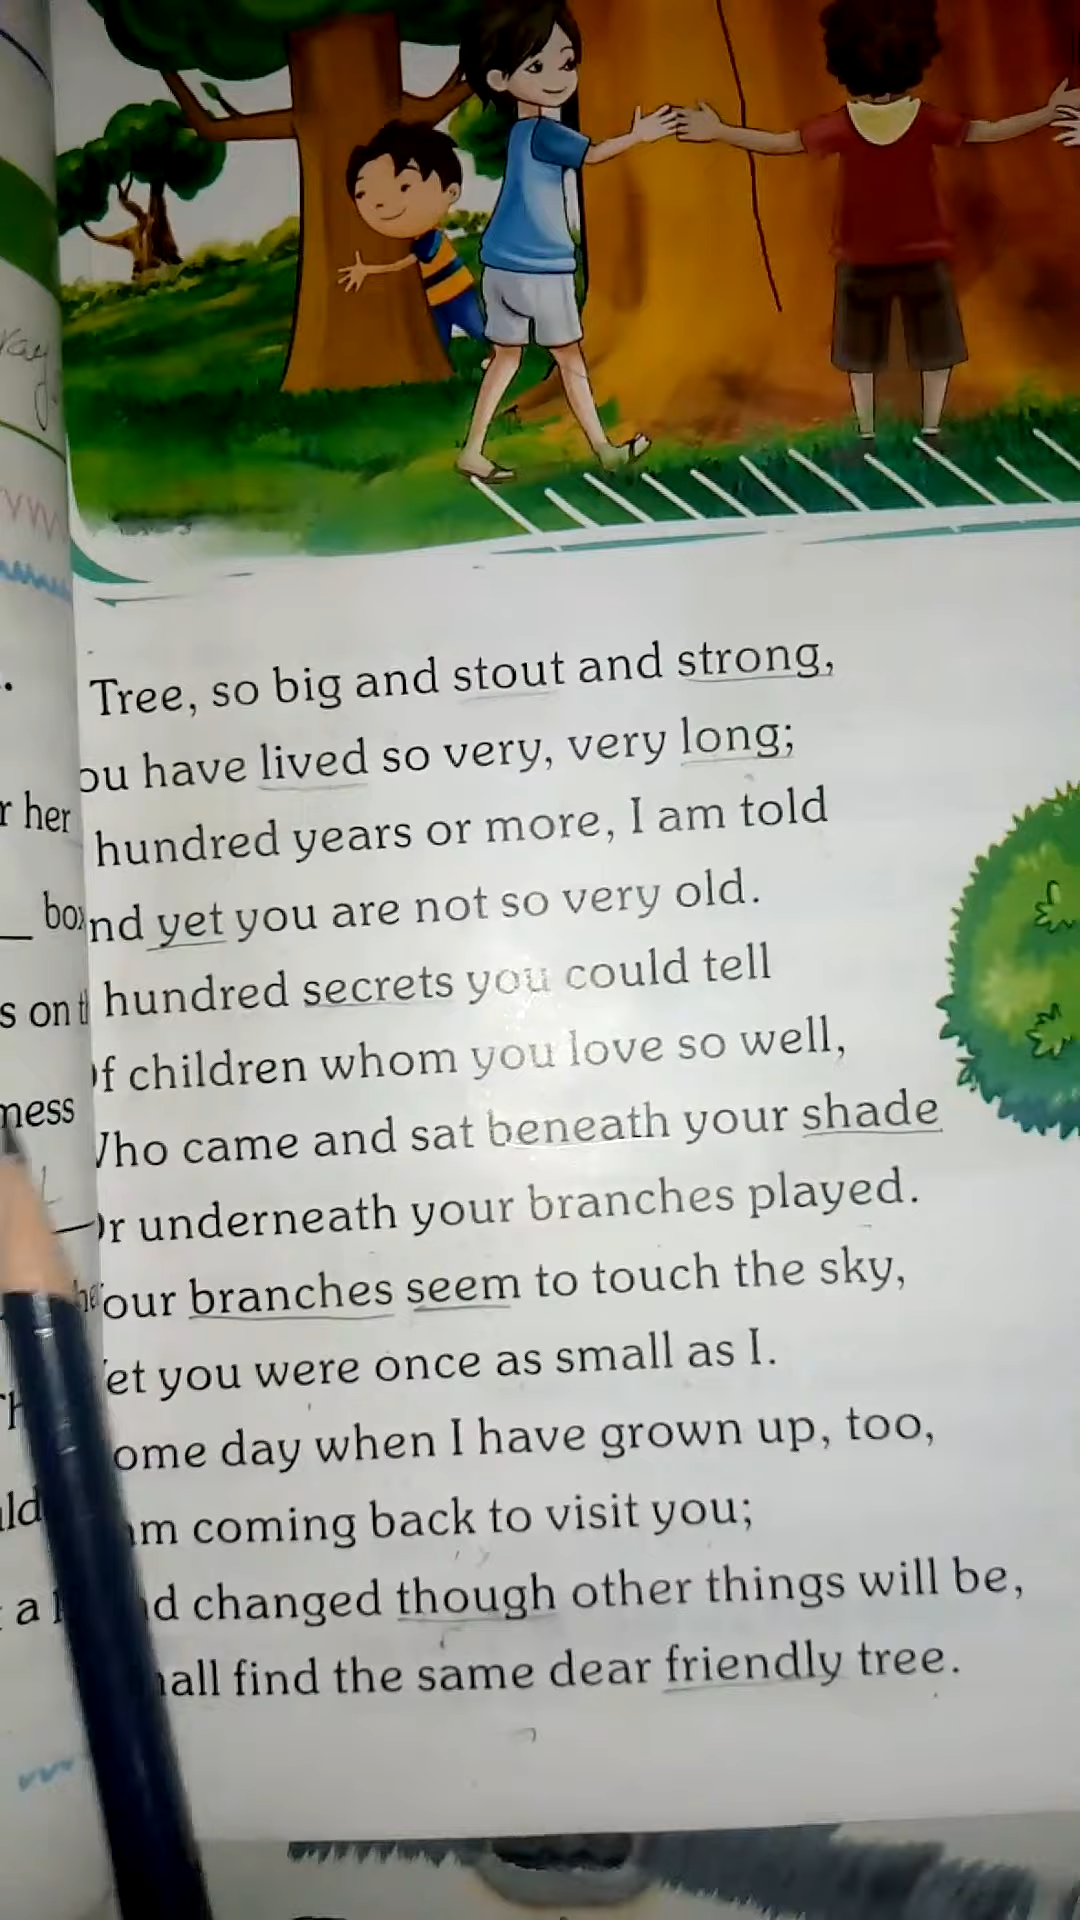 Tree, so big and stout and strong,
ou have lived so very, very long;
hundred years or more, I am told
nd yet you are not so very old.
hundred secrets you could tell
f children whom you love so well,
ho came and sat beneath your shade
r underneath your branches played.
our branches seem to touch the sky,
et you were once as small as I.
ome day when I have grown up, too,
m coming back to visit you;
d changed though other things will be,
all find the same dear friendly tree.
r her
box
s on t
ness
ld
a